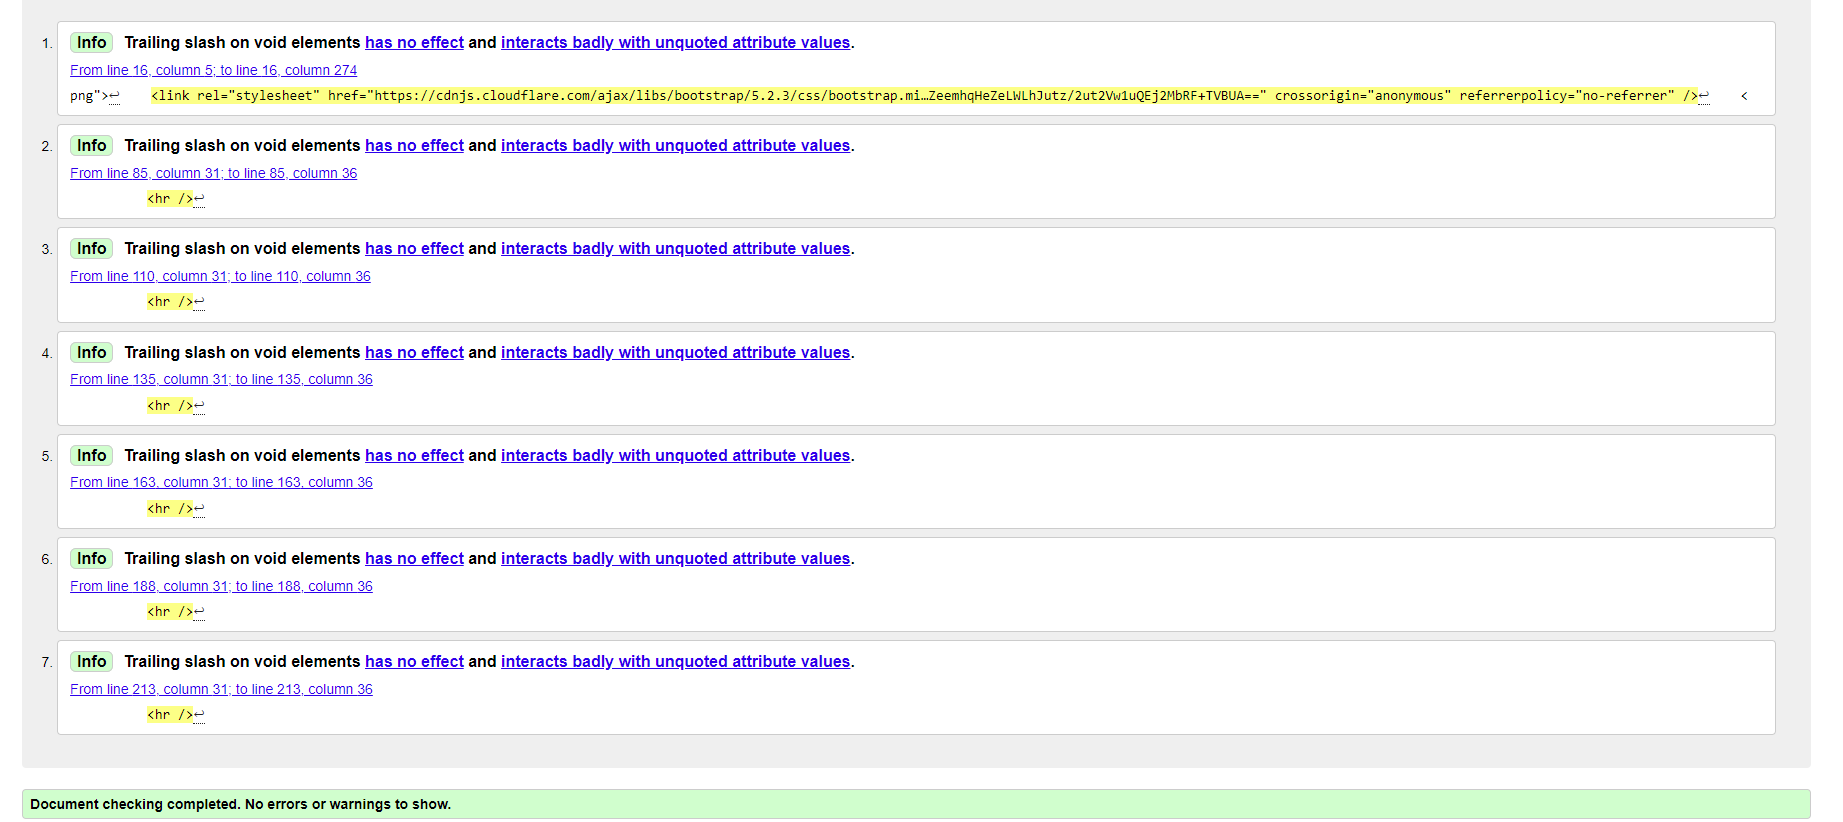 1. Info Trailing slash on void elements has no effect and interacts badly with unquoted attribute values.
From line 16, column 5; to line 16, column 274
png">↩ <link rel="stylesheet" href="https://cdnjs.cloudflare.com/ajax/libs/bootstrap/5.2.3/css/bootstrap.mi…ZeemhqHeZeLWLhJutz/2ut2Vw1uQEj2MbRF+TVBUA==" crossorigin="anonymous" referrerpolicy="no-referrer" />↩ <
2. Info Trailing slash on void elements has no effect and interacts badly with unquoted attribute values.
From line 85, column 31; to line 85, column 36
<hr />↩
3. Info Trailing slash on void elements has no effect and interacts badly with unquoted attribute values.
From line 110, column 31; to line 110, column 36
<hr />↩
4. Info Trailing slash on void elements has no effect and interacts badly with unquoted attribute values.
From line 135, column 31; to line 135, column 36
<hr />↩
5. Info Trailing slash on void elements has no effect and interacts badly with unquoted attribute values.
From line 163, column 31; to line 163, column 36
<hr />↩
6. Info Trailing slash on void elements has no effect and interacts badly with unquoted attribute values.
From line 188, column 31; to line 188, column 36
<hr />↩
7. Info Trailing slash on void elements has no effect and interacts badly with unquoted attribute values.
From line 213, column 31; to line 213, column 36
<hr />↩
Document checking completed. No errors or warnings to show.